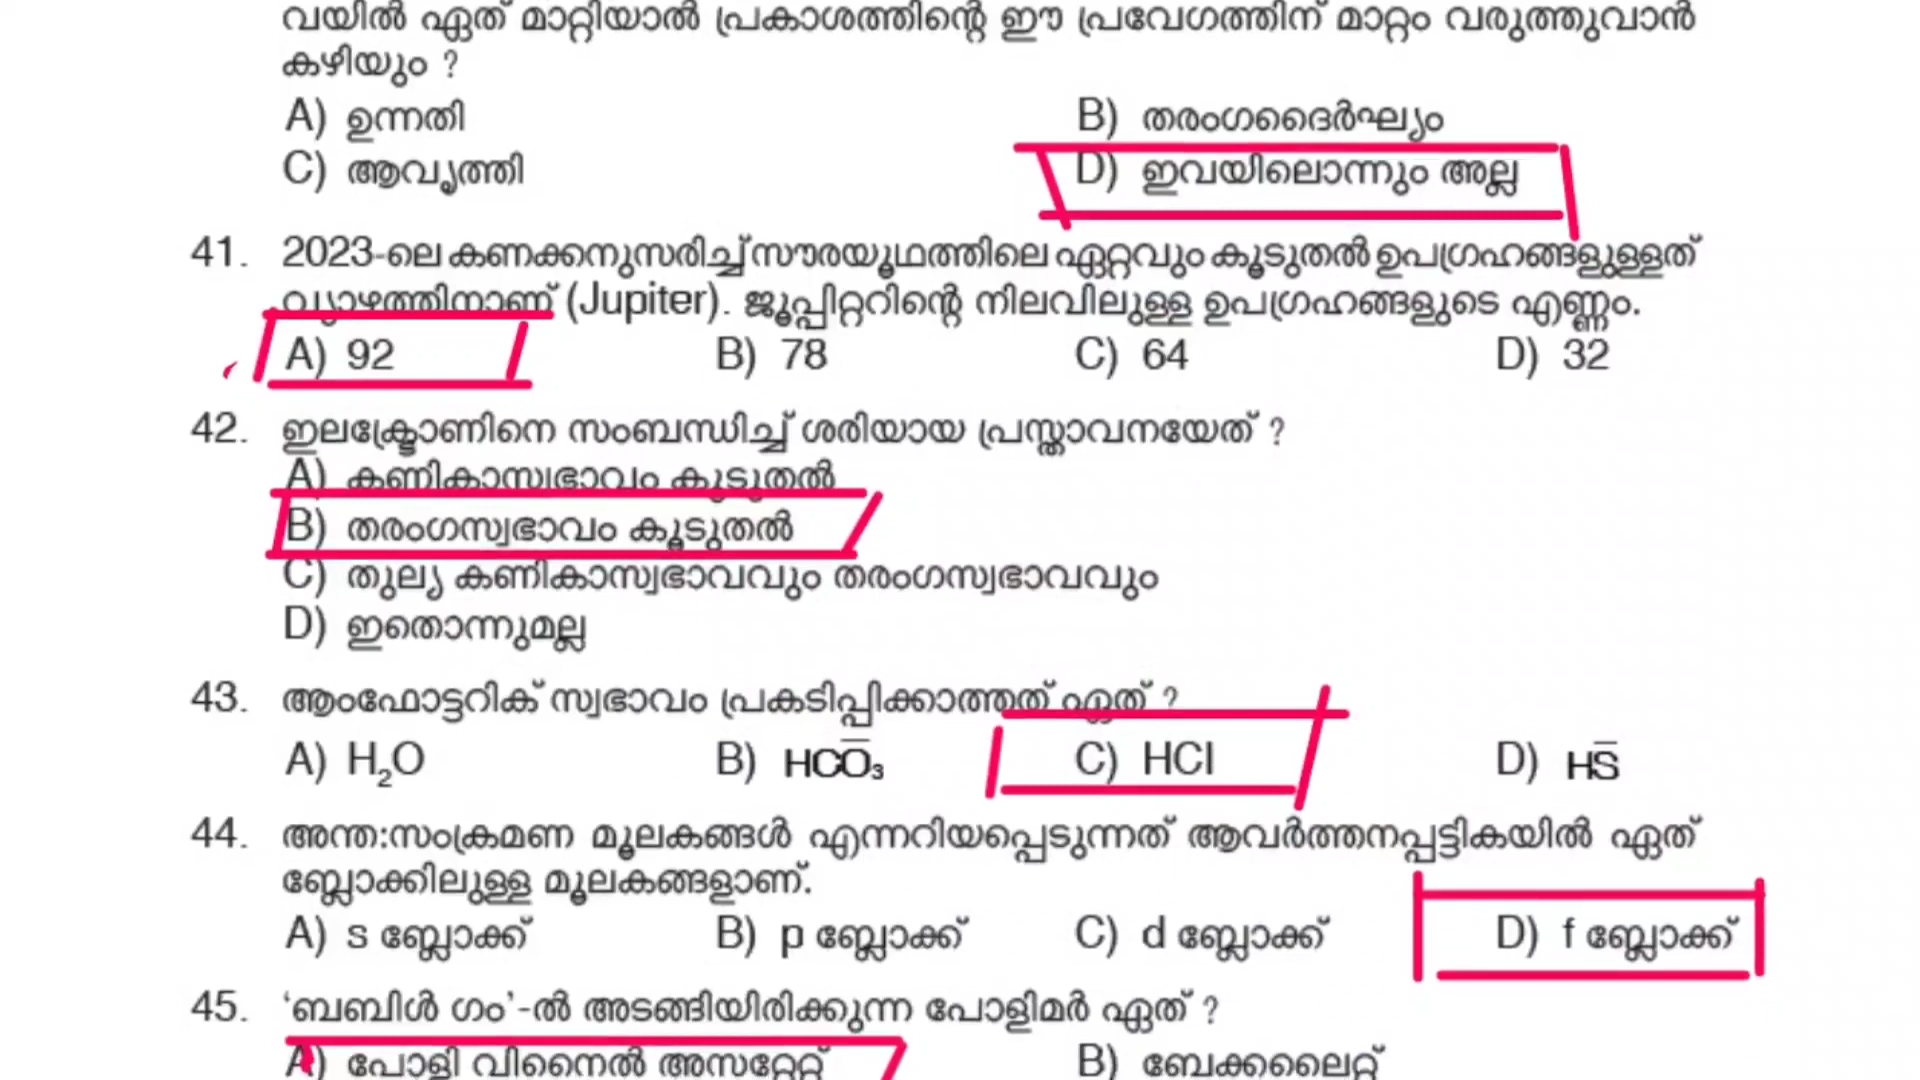 വയിൽ ഏത് മാറ്റിയാൽ പ്രകാശത്തിന്റെ ഈ പ്രവേഗത്തിന് മാറ്റം വരുത്തുവാൻ
കഴിയും ?
A) ഉന്നതി B) തരംഗദൈർഘ്യം
C) ആവൃത്തി D) ഇവയിലൊന്നും അല്ല
41. 2023-ലെ കണക്കനുസരിച്ച് സൗരയൂഥത്തിലെ ഏറ്റവും കൂടുതൽ ഉപഗ്രഹങ്ങളുള്ളത്
വ്യാഴത്തിനാണ് (Jupiter). ജൂപ്പിറ്ററിന്റെ നിലവിലുള്ള ഉപഗ്രഹങ്ങളുടെ എണ്ണം.
A) 92 B) 78 C) 64 D) 32
42. ഇലക്ട്രോണിനെ സംബന്ധിച്ച് ശരിയായ പ്രസ്താവനയേത് ?
A) കണികാസ്വഭാവം കൂടുതൽ
B) തരംഗസ്വഭാവം കൂടുതൽ
C) തുല്യ കണികാസ്വഭാവവും തരംഗസ്വഭാവവും
D) ഇതൊന്നുമല്ല
43. ആംഫോട്ടറിക് സ്വഭാവം പ്രകടിപ്പിക്കാത്തത് ഏത് ?
A) H₂O B) HCO̅₃ C) HCl D) HS̅
44. അന്ത:സംക്രമണ മൂലകങ്ങൾ എന്നറിയപ്പെടുന്നത് ആവർത്തനപ്പട്ടികയിൽ ഏത്
ബ്ലോക്കിലുള്ള മൂലകങ്ങളാണ്.
A) s ബ്ലോക്ക് B) p ബ്ലോക്ക് C) d ബ്ലോക്ക് D) f ബ്ലോക്ക്
45. ‘ബബിൾ ഗം’-ൽ അടങ്ങിയിരിക്കുന്ന പോളിമർ ഏത് ?
A) പോളി വിനൈൽ അസറ്റേറ്റ് B) ബേക്കലൈറ്റ്